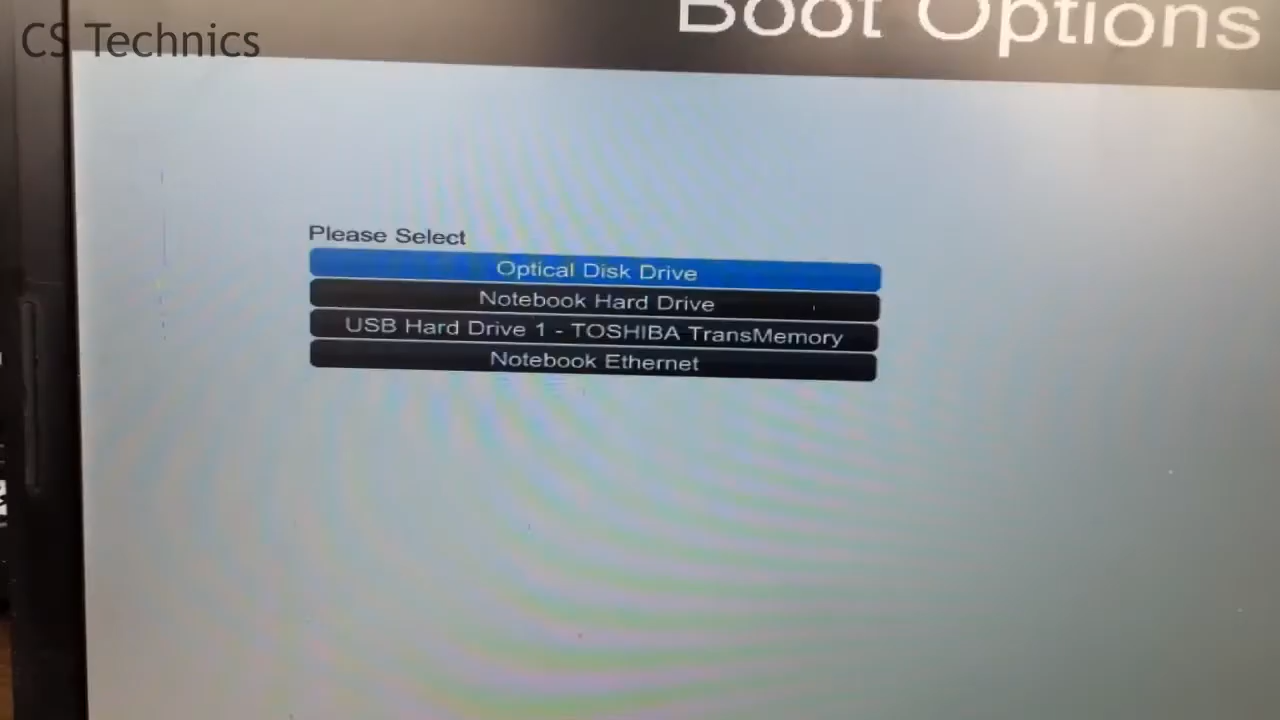 CS Technics
Boot Options
Please Select
Optical Disk Drive
Notebook Hard Drive
USB Hard Drive 1 - TOSHIBA TransMemory
Notebook Ethernet